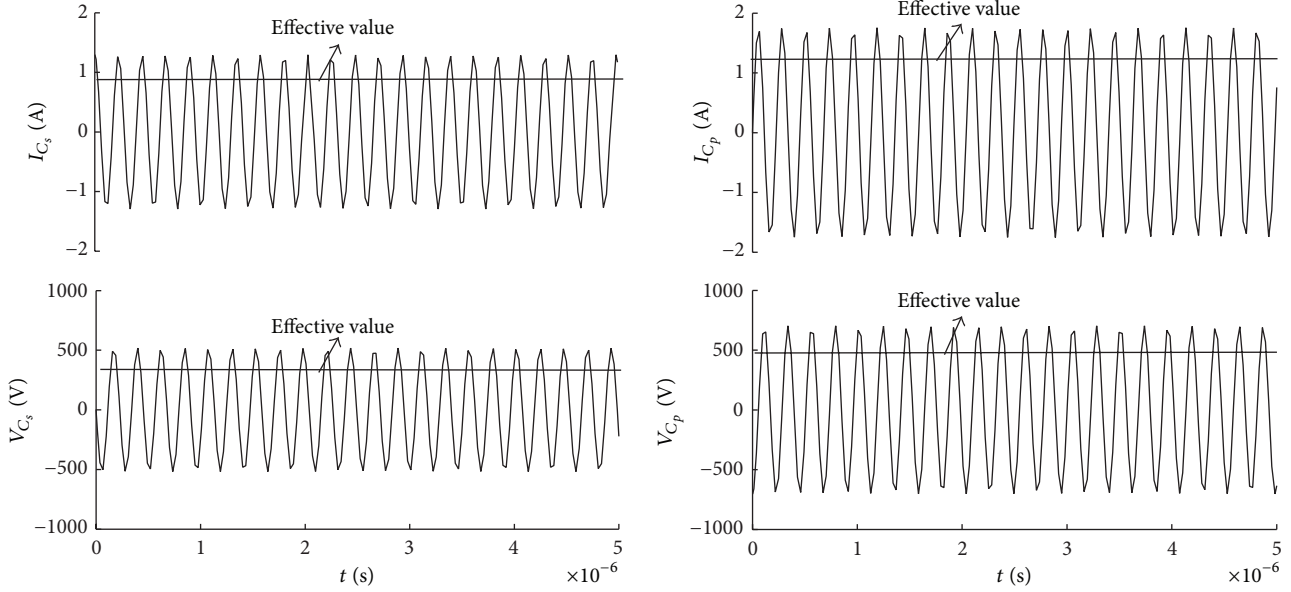 Effective value
2
1
0
−1
−2
I_{C_s} (A)
Effective value
1000
500
0
−500
−1000
V_{C_s} (V)
0 1 2 3 4 5
t (s)
×10^{−6}
Effective value
2
1
0
−1
−2
I_{C_p} (A)
Effective value
1000
500
0
−500
−1000
V_{C_p} (V)
0 1 2 3 4 5
t (s)
×10^{−6}